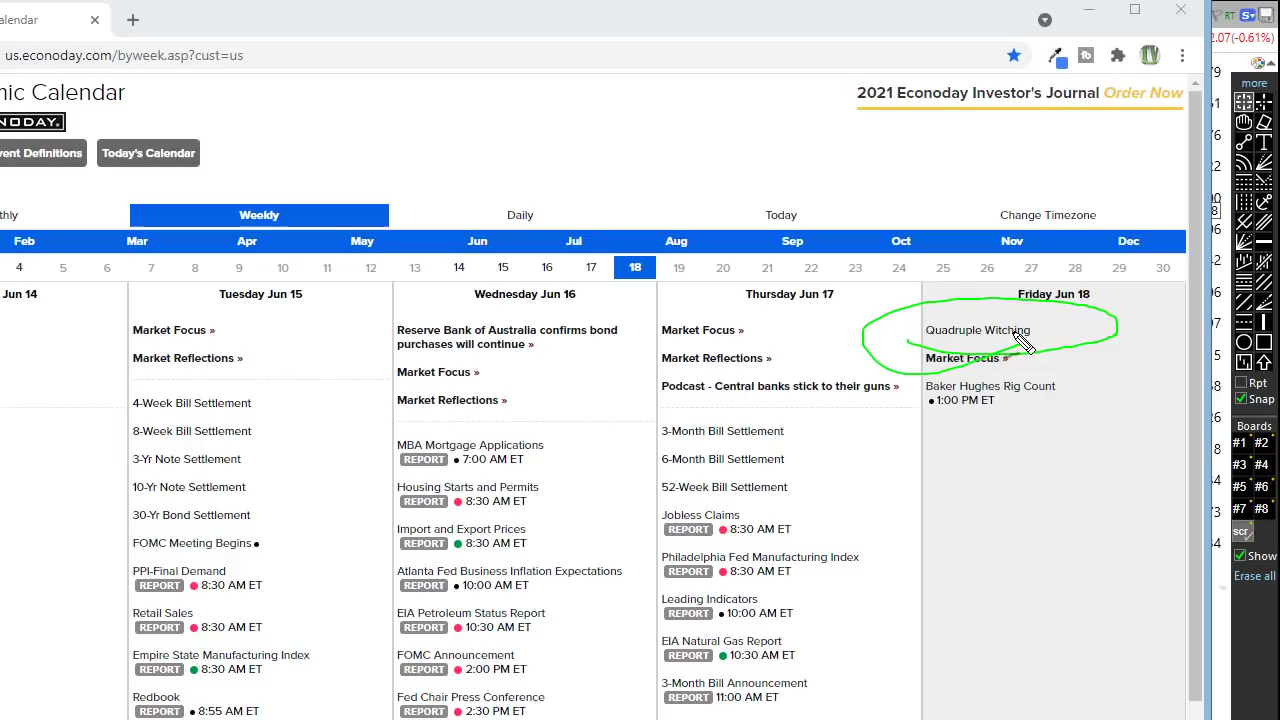 alendar
us.econoday.com/byweek.asp?cust=us
RT
2.07(-0.61%)
nic Calendar
2021 Econoday Investor's Journal Order Now
NODAY®
vent Definitions
Today's Calendar
thly
Weekly
Daily
Today
Change Timezone
Feb Mar Apr May Jun Jul Aug Sep Oct Nov Dec
4 5 6 7 8 9 10 11 12 13 14 15 16 17 18 19 20 21 22 23 24 25 26 27 28 29 30
Jun 14
Tuesday Jun 15
Market Focus »
Market Reflections »
4-Week Bill Settlement
8-Week Bill Settlement
3-Yr Note Settlement
10-Yr Note Settlement
30-Yr Bond Settlement
FOMC Meeting Begins
PPI-Final Demand
REPORT 8:30 AM ET
Retail Sales
REPORT 8:30 AM ET
Empire State Manufacturing Index
REPORT 8:30 AM ET
Redbook
REPORT 8:55 AM ET
Wednesday Jun 16
Reserve Bank of Australia confirms bond
purchases will continue »
Market Focus »
Market Reflections »
MBA Mortgage Applications
REPORT 7:00 AM ET
Housing Starts and Permits
REPORT 8:30 AM ET
Import and Export Prices
REPORT 8:30 AM ET
Atlanta Fed Business Inflation Expectations
REPORT 10:00 AM ET
EIA Petroleum Status Report
REPORT 10:30 AM ET
FOMC Announcement
REPORT 2:00 PM ET
Fed Chair Press Conference
REPORT 2:30 PM ET
Thursday Jun 17
Market Focus »
Market Reflections »
Podcast - Central banks stick to their guns »
3-Month Bill Settlement
6-Month Bill Settlement
52-Week Bill Settlement
Jobless Claims
REPORT 8:30 AM ET
Philadelphia Fed Manufacturing Index
REPORT 8:30 AM ET
Leading Indicators
REPORT 10:00 AM ET
EIA Natural Gas Report
REPORT 10:30 AM ET
3-Month Bill Announcement
REPORT 11:00 AM ET
Friday Jun 18
Quadruple Witching
Market Focus »
Baker Hughes Rig Count
1:00 PM ET
more
Rpt
Snap
Boards
#1 #2
#3 #4
#5 #6
#7 #8
scr
Show
Erase all